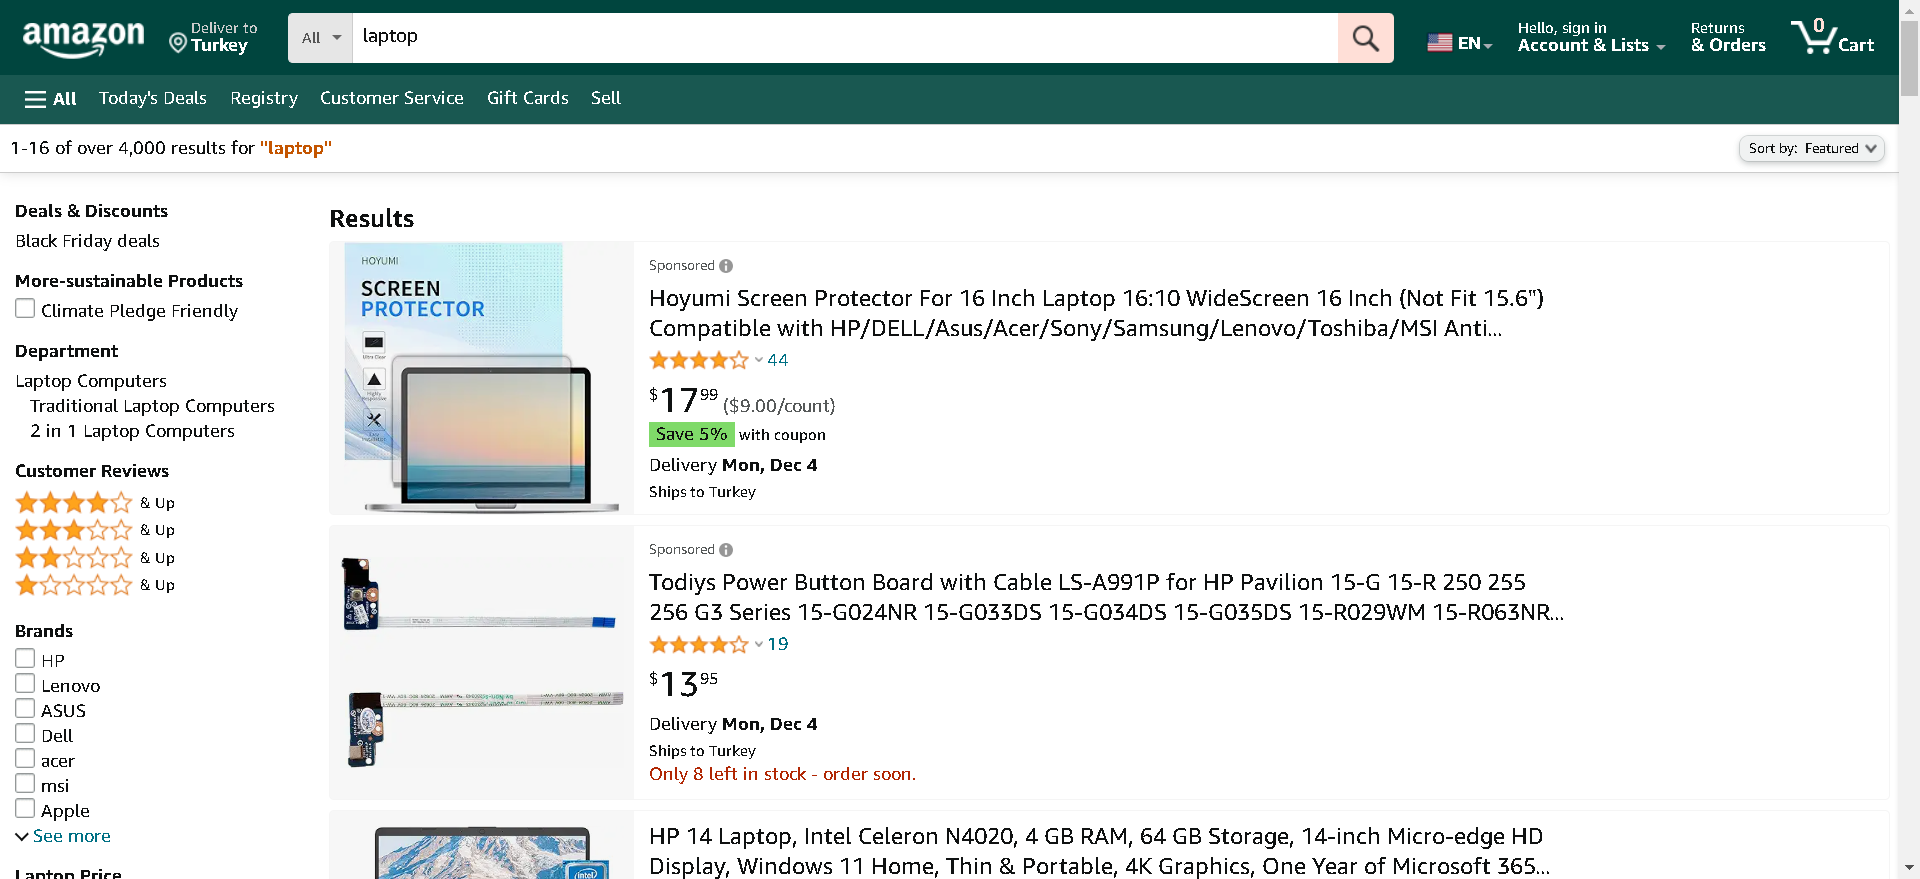 amazon
Deliver to
Turkey
All
laptop
EN
Hello, sign in
Account & Lists
Returns
& Orders
0
Cart
All
Today's Deals
Registry
Customer Service
Gift Cards
Sell
1-16 of over 4,000 results for "laptop"
Sort by: Featured
Deals & Discounts
Black Friday deals
More-sustainable Products
Climate Pledge Friendly
Department
Laptop Computers
Traditional Laptop Computers
2 in 1 Laptop Computers
Customer Reviews
& Up
& Up
& Up
& Up
Brands
HP
Lenovo
ASUS
Dell
acer
msi
Apple
See more
Laptop Price
Results
HOYUMI
SCREEN
PROTECTOR
Ultra Clear
Highly
Responsive
Sponsored
Hoyumi Screen Protector For 16 Inch Laptop 16:10 WideScreen 16 Inch (Not Fit 15.6")
Compatible with HP/DELL/Asus/Acer/Sony/Samsung/Lenovo/Toshiba/MSI Anti...
44
$17.99 ($9.00/count)
Save 5% with coupon
Delivery Mon, Dec 4
Ships to Turkey
Sponsored
Todiys Power Button Board with Cable LS-A991P for HP Pavilion 15-G 15-R 250 255
256 G3 Series 15-G024NR 15-G033DS 15-G034DS 15-G035DS 15-R029WM 15-R063NR...
19
$13.95
Delivery Mon, Dec 4
Ships to Turkey
Only 8 left in stock - order soon.
intel
HP 14 Laptop, Intel Celeron N4020, 4 GB RAM, 64 GB Storage, 14-inch Micro-edge HD
Display, Windows 11 Home, Thin & Portable, 4K Graphics, One Year of Microsoft 365...